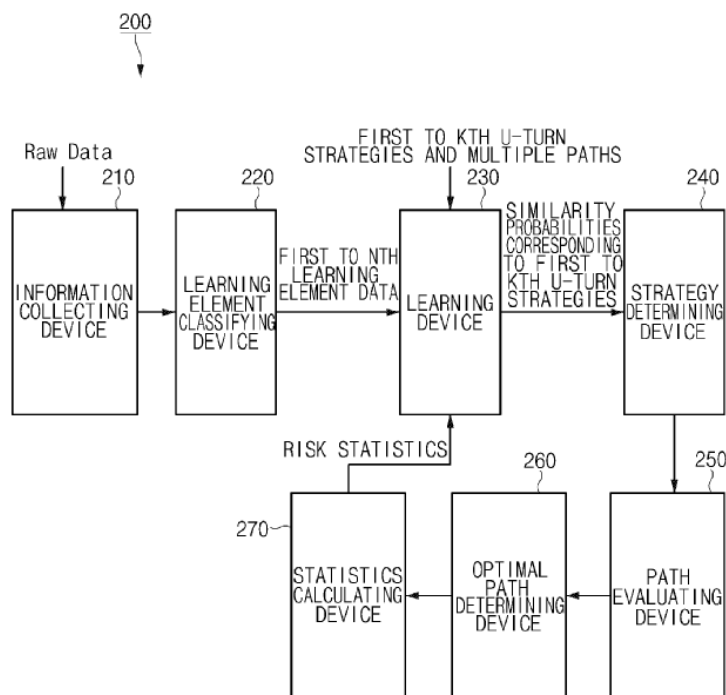 200
Raw Data
210
INFORMATION
COLLECTING
DEVICE
220
LEARNING
ELEMENT
CLASSIFYING
DEVICE
FIRST TO NTH
LEARNING
ELEMENT DATA
FIRST TO KTH U-TURN
STRATEGIES AND MULTIPLE PATHS
230
LEARNING
DEVICE
SIMILARITY
PROBABILITIES
CORRESPONDING
TO FIRST TO
KTH U-TURN
STRATEGIES
240
STRATEGY
DETERMINING
DEVICE
250
PATH
EVALUATING
DEVICE
260
OPTIMAL
PATH
DETERMINING
DEVICE
270
STATISTICS
CALCULATING
DEVICE
RISK STATISTICS